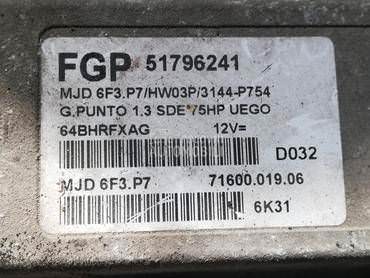 FGP 51796241
MJD 6F3.P7/HW03P/3144-P754
G.PUNTO 1.3 SDE 75HP UEGO
64BHRFXAG 12V=
D032
MJD 6F3.P7 71600.019.06
6K31